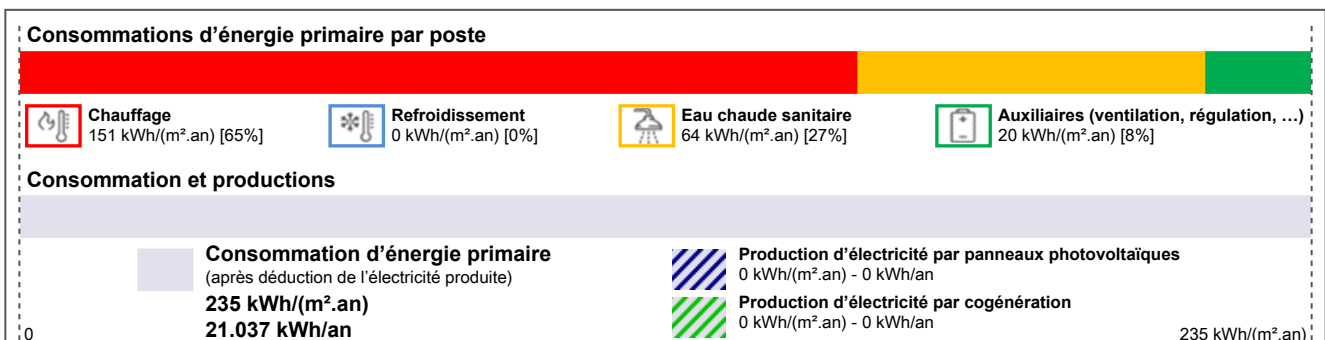 Consommations d’énergie primaire par poste
Chauffage
151 kWh/(m².an) [65%]
Refroidissement
0 kWh/(m².an) [0%]
Eau chaude sanitaire
64 kWh/(m².an) [27%]
Auxiliaires (ventilation, régulation, …)
20 kWh/(m².an) [8%]
Consommation et productions
Consommation d’énergie primaire
(après déduction de l’électricité produite)
235 kWh/(m².an)
21.037 kWh/an
Production d’électricité par panneaux photovoltaïques
0 kWh/(m².an) - 0 kWh/an
Production d’électricité par cogénération
0 kWh/(m².an) - 0 kWh/an
0
235 kWh/(m².an)